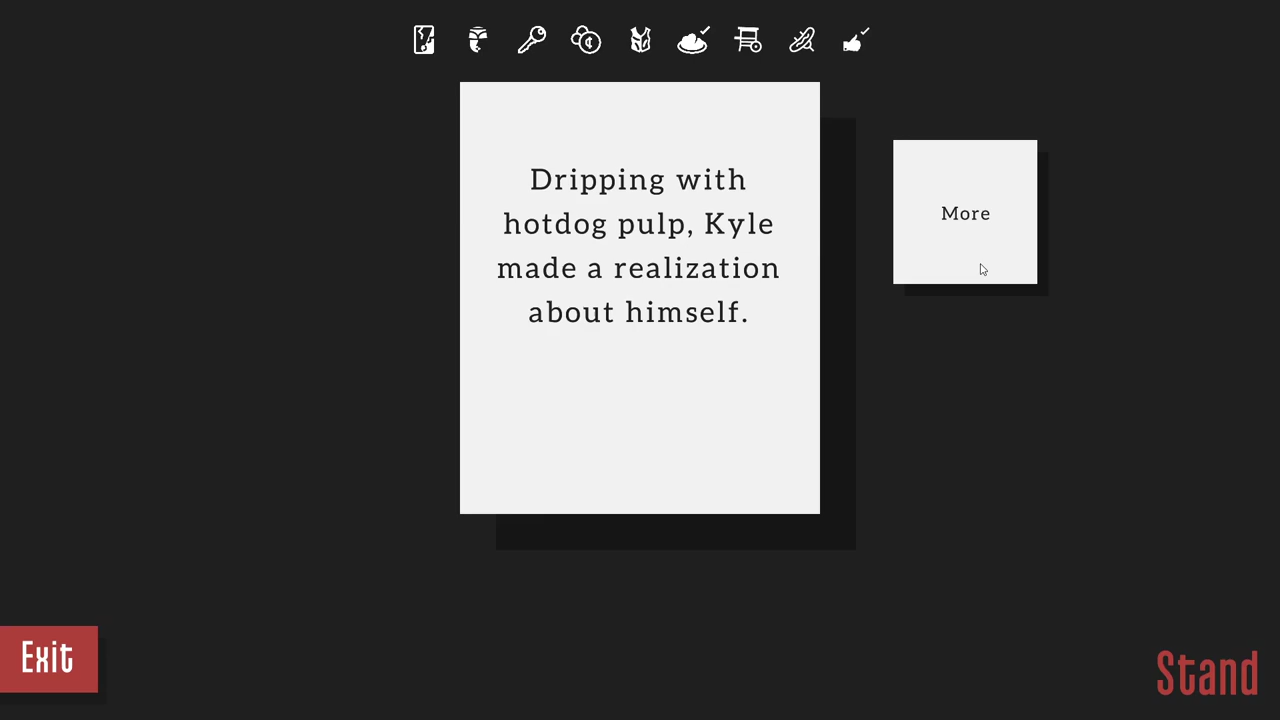 Dripping with
hotdog pulp, Kyle
made a realization
about himself.
More
Exit
Stand